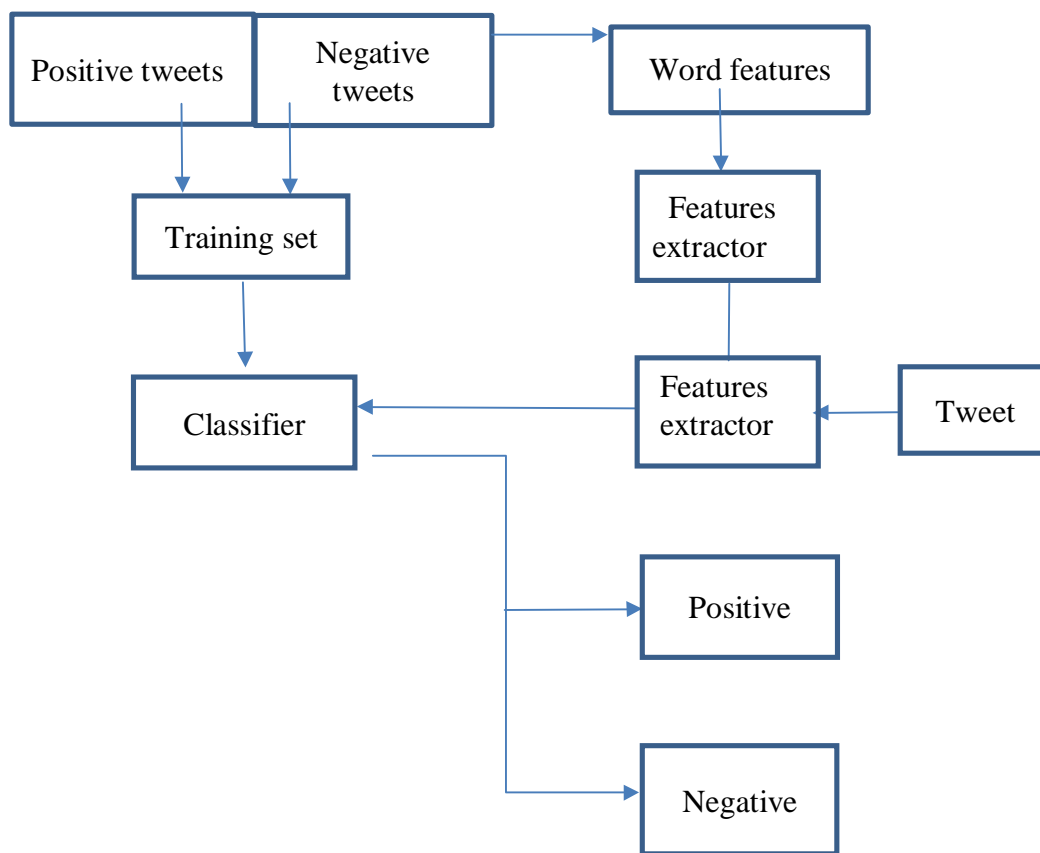 Positive tweets
Negative
tweets
Word features
Training set
Features
extractor
Classifier
Features
extractor
Tweet
Positive
Negative